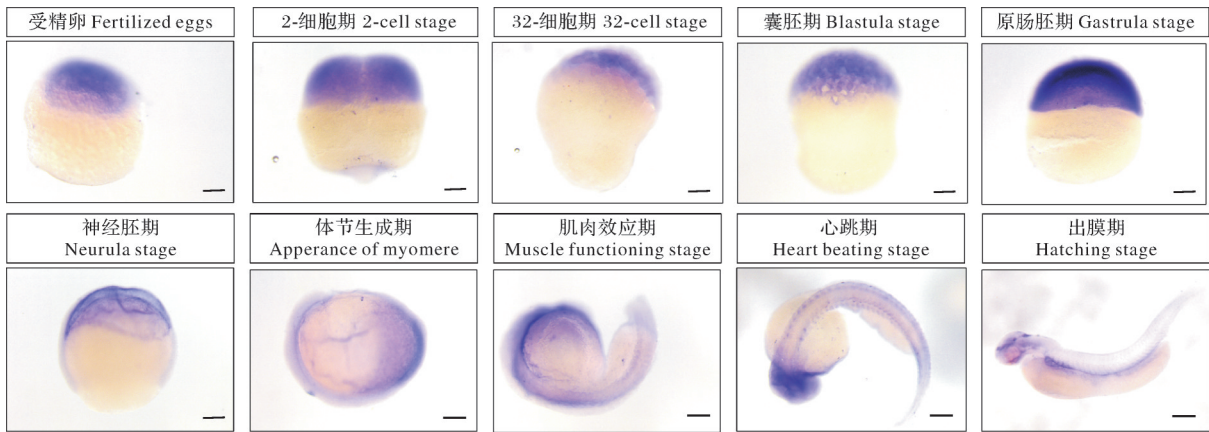 受精卵 Fertilized eggs
2-细胞期 2-cell stage
32-细胞期 32-cell stage
囊胚期 Blastula stage
原肠胚期 Gastrula stage
神经胚期
Neurula stage
体节生成期
Apperance of myomere
肌肉效应期
Muscle functioning stage
心跳期
Heart beating stage
出膜期
Hatching stage